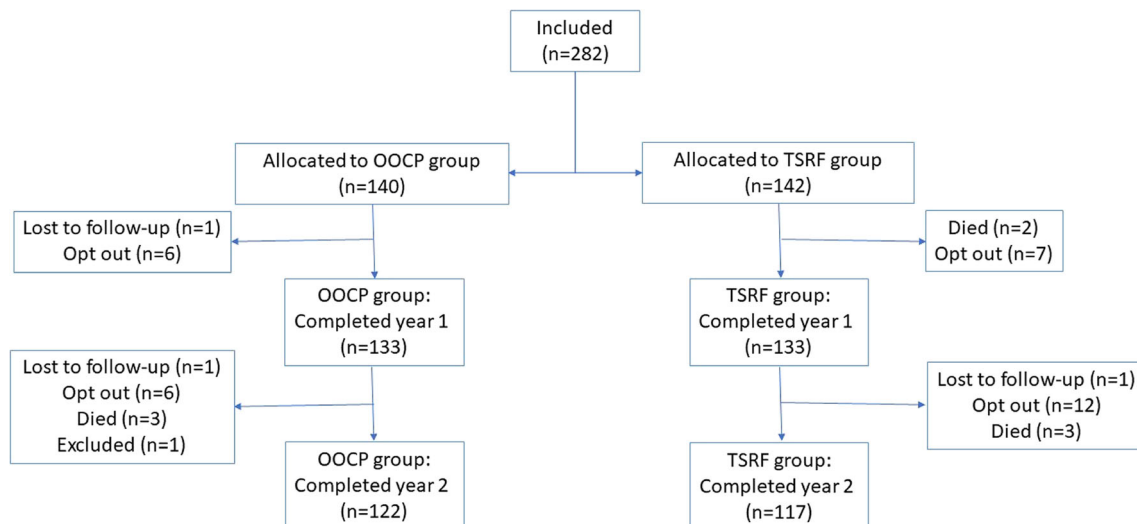 Included
(n=282)
Allocated to OOCP group
(n=140)
Allocated to TSRF group
(n=142)
Lost to follow-up (n=1)
Opt out (n=6)
Died (n=2)
Opt out (n=7)
OOCP group:
Completed year 1
(n=133)
TSRF group:
Completed year 1
(n=133)
Lost to follow-up (n=1)
Opt out (n=6)
Died (n=3)
Excluded (n=1)
Lost to follow-up (n=1)
Opt out (n=12)
Died (n=3)
OOCP group:
Completed year 2
(n=122)
TSRF group:
Completed year 2
(n=117)